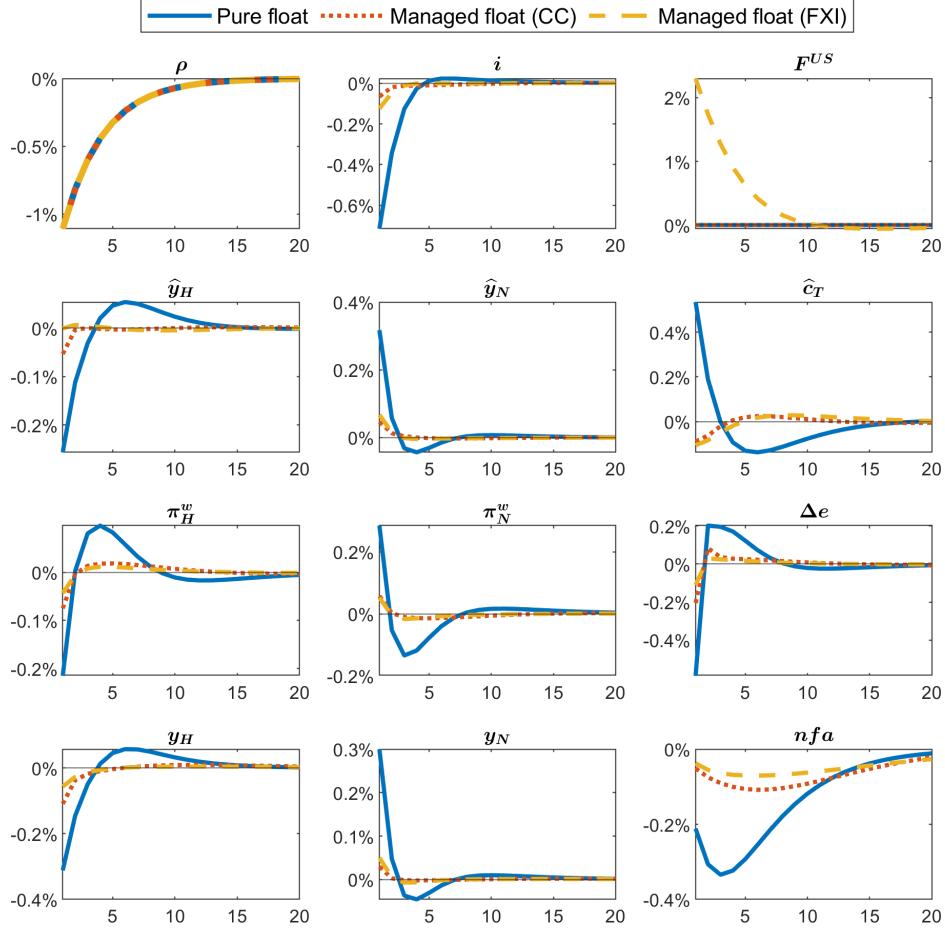 Pure float Managed float (CC) Managed float (FXI)
ρ
0%
-0.5%
-1%
5 10 15 20
i
0%
-0.2%
-0.4%
-0.6%
5 10 15 20
F^{US}
2%
1%
0%
5 10 15 20
ŷ_H
0%
-0.1%
-0.2%
5 10 15 20
ŷ_N
0.4%
0.2%
0%
5 10 15 20
ĉ_T
0.4%
0.2%
0%
5 10 15 20
π_H^w
0%
-0.1%
-0.2%
5 10 15 20
π_N^w
0.2%
0%
0.2%
5 10 15 20
Δe
0.2%
0%
-0.2%
-0.4%
5 10 15 20
y_H
0%
-0.2%
-0.4%
5 10 15 20
y_N
0.3%
0.2%
0.1%
0%
5 10 15 20
nfa
0%
-0.2%
-0.4%
5 10 15 20